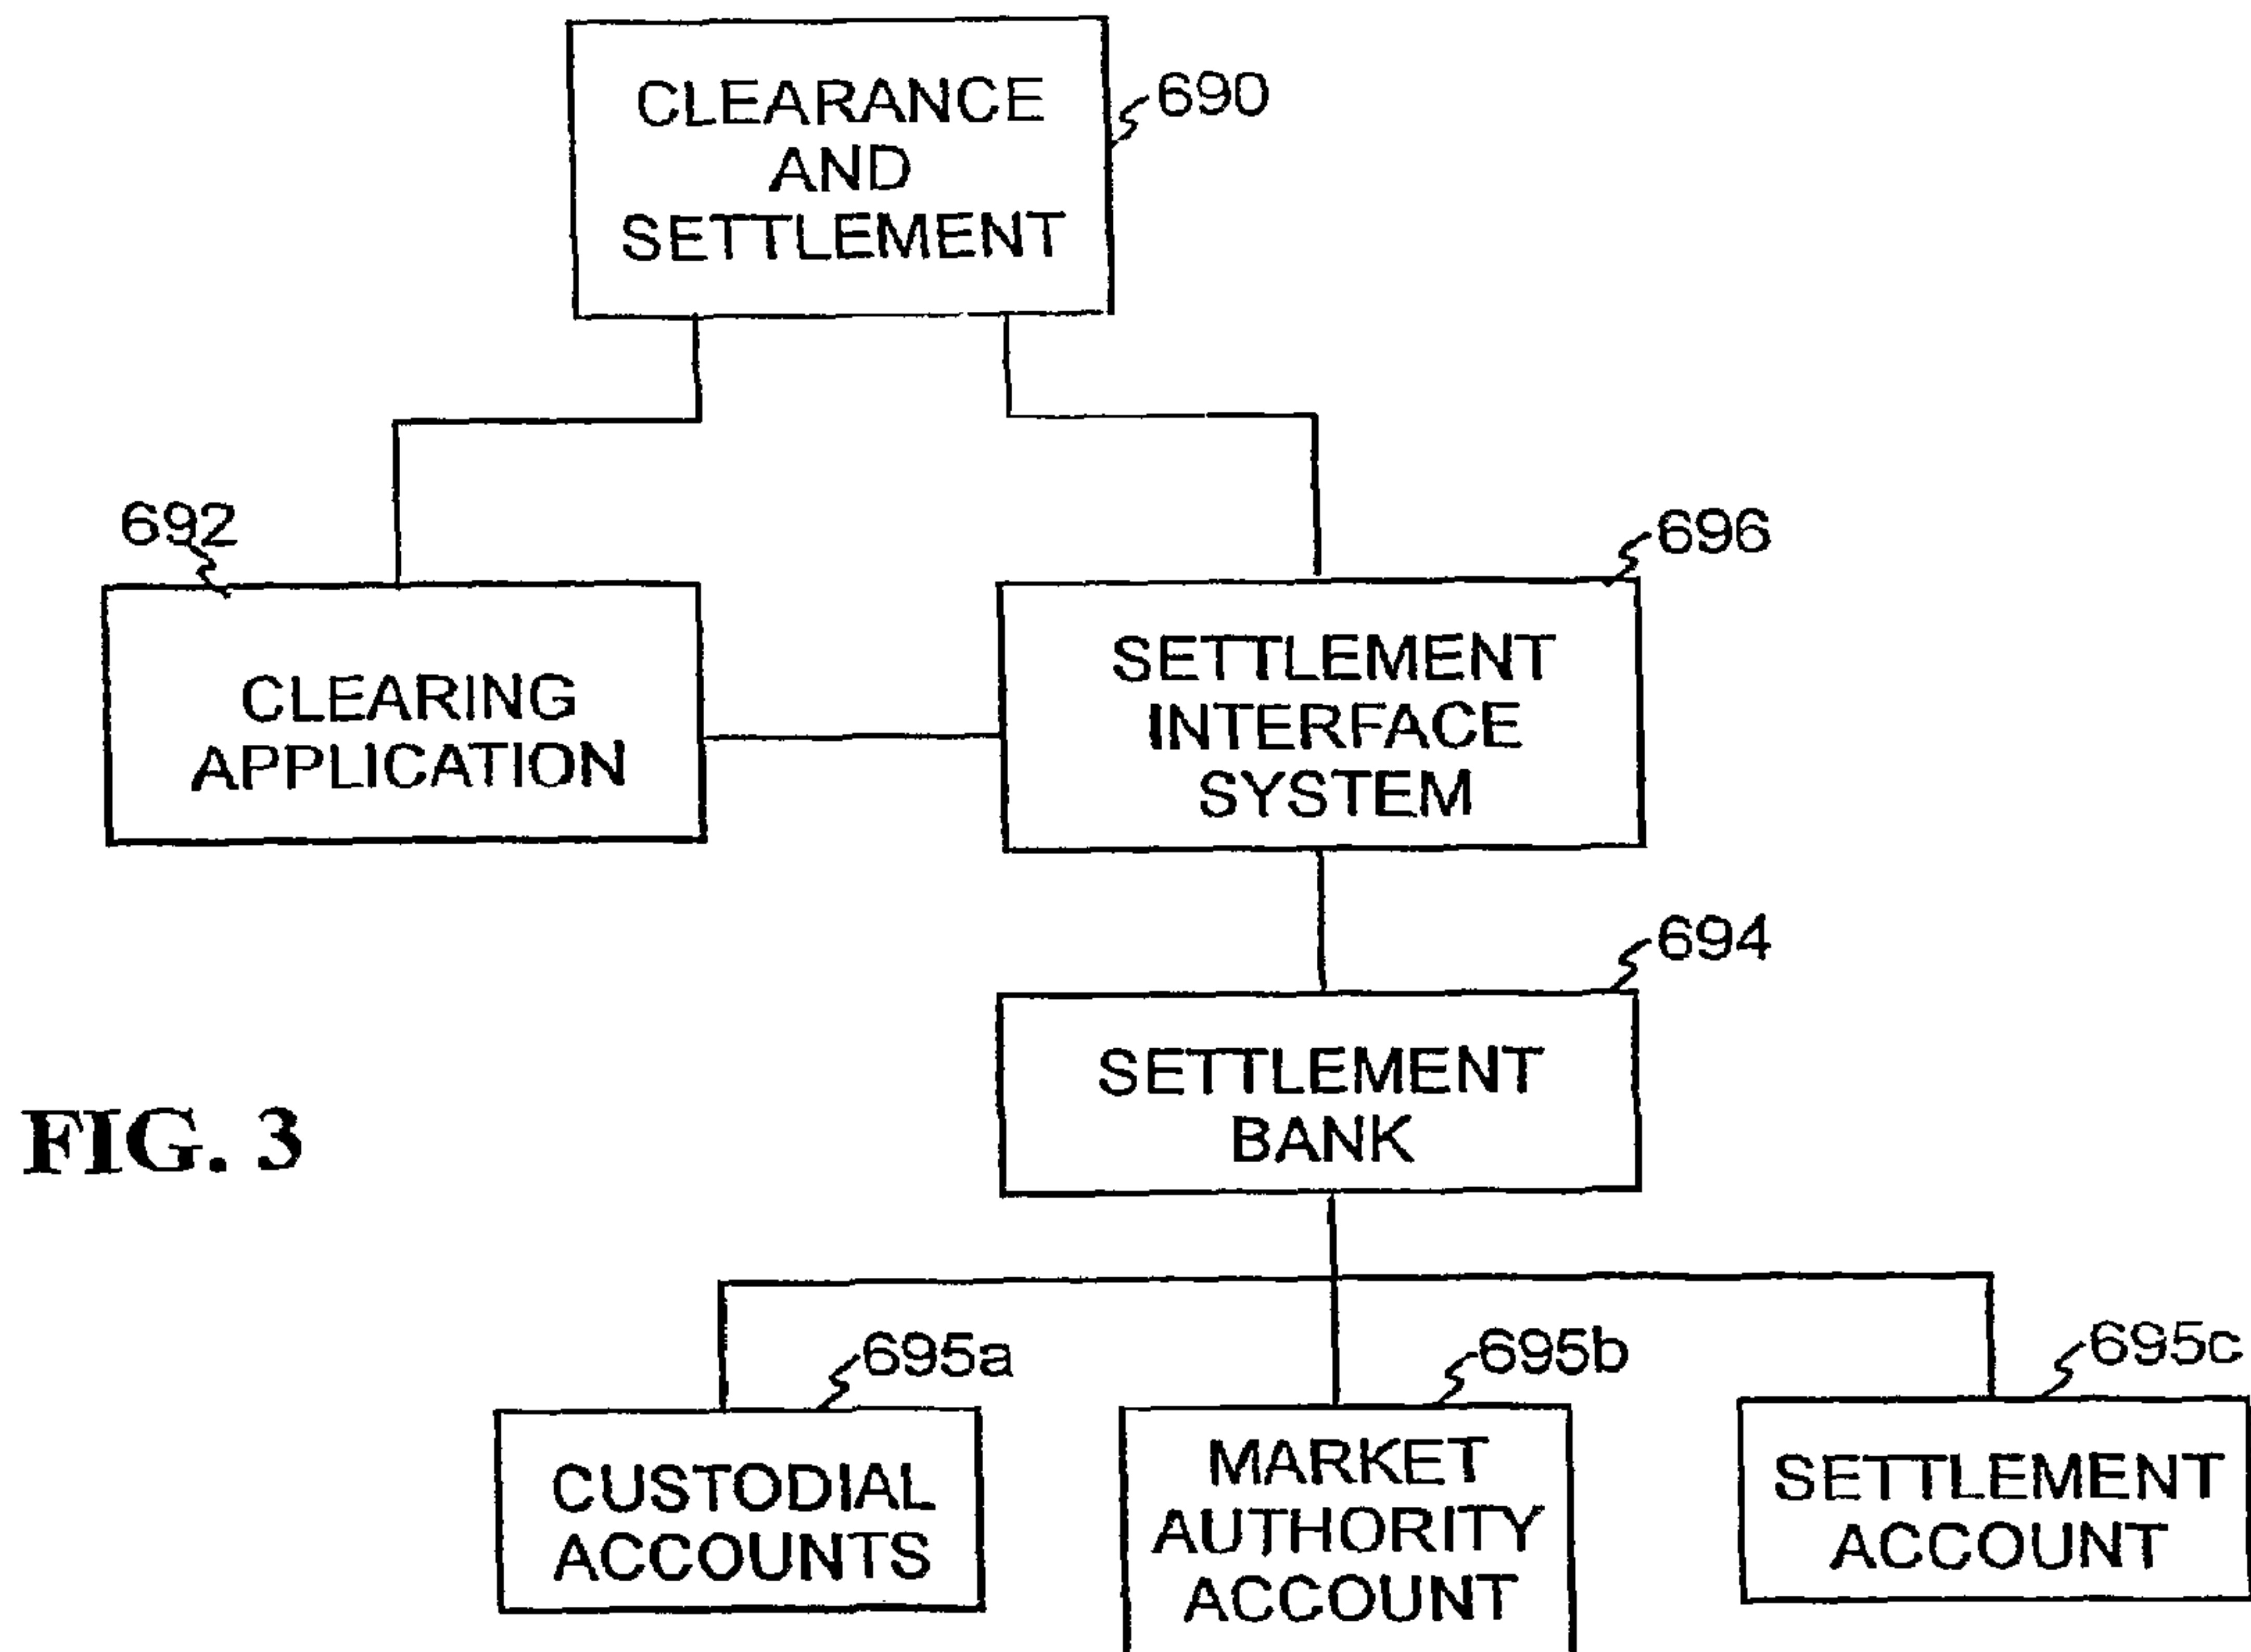 CLEARANCE
AND
SETTLEMENT
690
692
696
CLEARING
APPLICATION
SETTLEMENT
INTERFACE
SYSTEM
694
SETTLEMENT
BANK
FIG. 3
695a
695b
695c
CUSTODIAL
ACCOUNTS
MARKET
AUTHORITY
ACCOUNT
SETTLEMENT
ACCOUNT